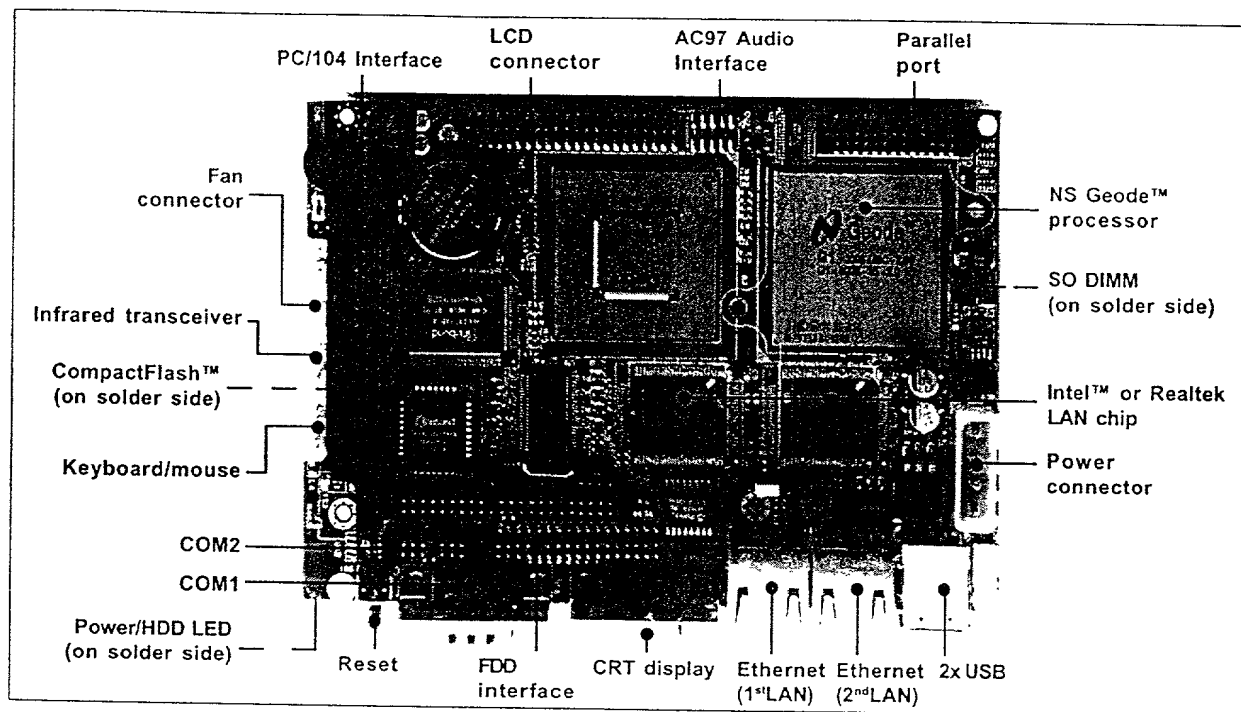 PC/104 Interface
LCD
connector
AC97 Audio
Interface
Parallel
port
Fan
connector
Infrared transceiver
CompactFlash™
(on solder side)
Keyboard/mouse
COM2
COM1
Power/HDD LED
(on solder side)
Reset
FDD
interface
CRT display
Ethernet
(1stLAN)
Ethernet
(2ndLAN)
2xUSB
NS Geode™
processor
SO DIMM
(on solder side)
Intel™ or Realtek
LAN chip
Power
connector
Geode